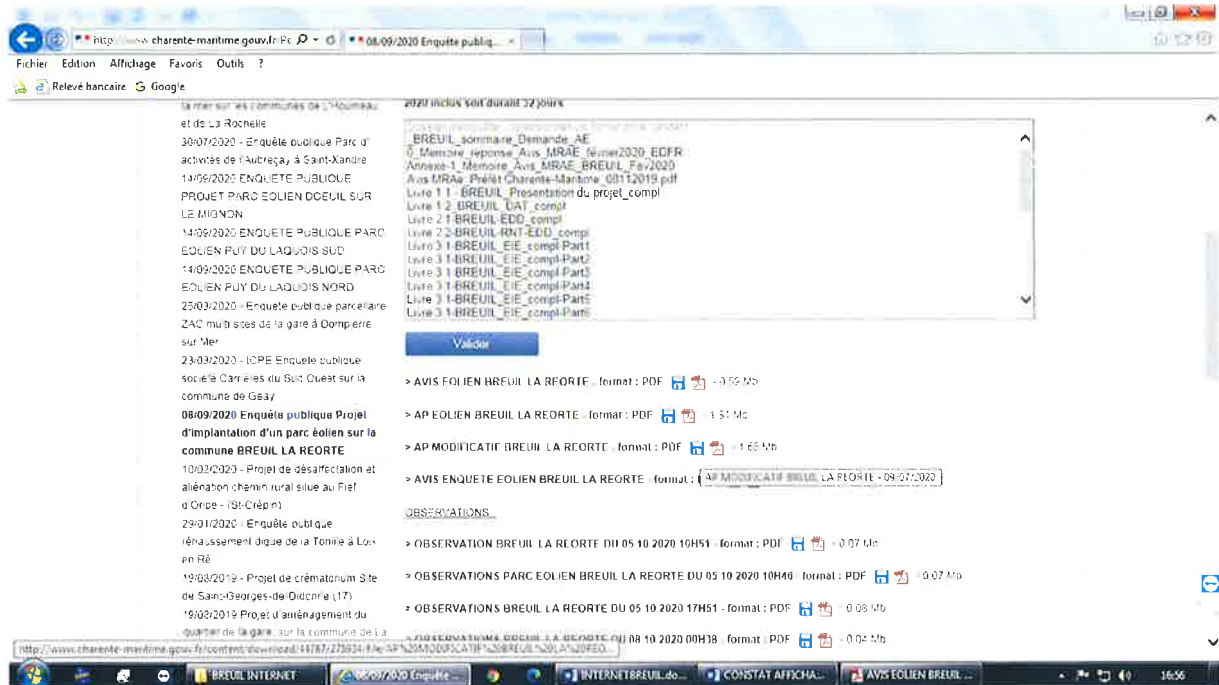 charente-maritime.gouv.fr
08/09/2020 Enquête publiq...
Fichier Edition Affichage Favoris Outils ?
Relevé bancaire Google
la mer sur les communes de L'Houmeau
et de La Rochelle
30/07/2020 - Enquête publique Parc d'
activités de l'Aubreçay à Saint-Xandre
14/09/2020 ENQUETE PUBLIQUE
PROJET PARC EOLIEN DOEUIL SUR
LE MIGNON
14/09/2020 ENQUETE PUBLIQUE PARC
EOLIEN PUY DU LAQUOIS SUD
14/09/2020 ENQUETE PUBLIQUE PARC
EOLIEN PUY DU LAQUOIS NORD
25/03/2020 - Enquête publique parcellaire
ZAC multi sites de la gare à Dompierre
sur Mer
23/03/2020 - ICPE Enquête publique
société Carrières du Sud Ouest sur la
commune de Geay
08/09/2020 Enquête publique Projet
d'implantation d'un parc éolien sur la
commune BREUIL LA REORTE
10/02/2020 - Projet de désaffectation et
aliénation chemin rural situé au Fief
(St-Crépin)
29/01/2020 - Enquête publique
réhaussement digue de la Tonille à Loix
en Ré
19/08/2019 - Projet de crématorium Site
de Saint-Georges-de-Didonne (17)
19/08/2019 Projet d'aménagement du
quartier de la gare, sur la commune de La
2020 inclus soit durant 32 jours
_BREUIL_sommaire_Demande_AE
0_Memoire_reponse_Avis_MRAE_fevrier2020_EDFR
Annexe-1_Memoire_Avis_MRAE_BREUIL_Fev2020
Avis MRAe_Préfet Charente-Maritime_08112019.pdf
Livre 1.1 - BREUIL_Presentation du projet_compl
Livre 1.2_BREUIL_DAT_compl
Livre 2.1-BREUIL-EDD_compl
Livre 2.2-BREUIL-RNT-EDD_compl
Livre 3.1-BREUIL_EIE_compl-Part1
Livre 3.1-BREUIL_EIE_compl-Part2
Livre 3.1-BREUIL_EIE_compl-Part3
Livre 3.1-BREUIL_EIE_compl-Part4
Livre 3.1-BREUIL_EIE_compl-Part5
Livre 3.1-BREUIL_EIE_compl-Part6
Valider
> AVIS EOLIEN BREUIL LA REORTE - format : PDF - 0.59 Mb
> AP EOLIEN BREUIL LA REORTE - format : PDF
> AP MODIFICATIF BREUIL LA REORTE - format : PDF - 1.66 Mb
> AVIS ENQUETE EOLIEN BREUIL LA REORTE - format : AP MODIFICATIF BREUIL LA REORTE - 09/07/2020
OBSERVATIONS
> OBSERVATION BREUIL LA REORTE DU 05 10 2020 10H51 - format : PDF - 0.07 Mb
> OBSERVATIONS PARC EOLIEN BREUIL LA REORTE DU 05 10 2020 10H46 - format : PDF - 0.07 Mb
> OBSERVATIONS BREUIL LA REORTE DU 05 10 2020 17H51 - format : PDF - 0.08 Mb
> OBSERVATIONS BREUIL LA REORTE DU 08 10 2020 00H38 - format : PDF - 0.04 Mb
BREUIL INTERNET
08/09/2020 Enquête ...
INTERNETBREUIL.do...
CONSTAT AFFICHA...
AVIS EOLIEN BREUIL ...
16:56